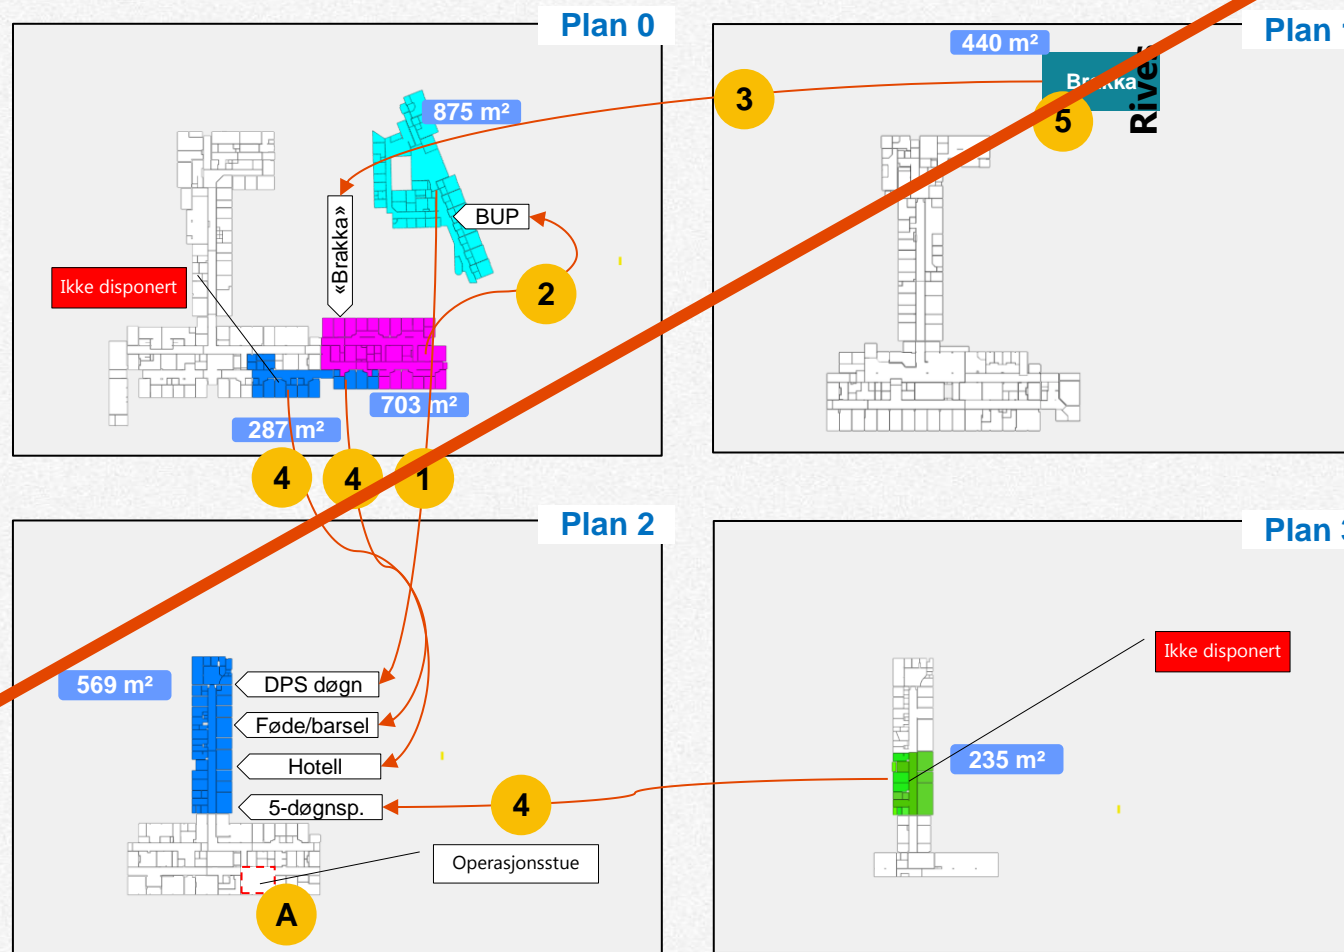 Plan 0
875 m²
BUP
«Brakka»
2
Ikke disponert
703 m²
287 m²
4
4
1
Plan 1
440 m²
Brakka
Rives
3
5
Plan 2
569 m²
DPS døgn
Føde/barsel
Hotell
5-døgnsp.
4
Operasjonsstue
A
Plan 3
Ikke disponert
235 m²